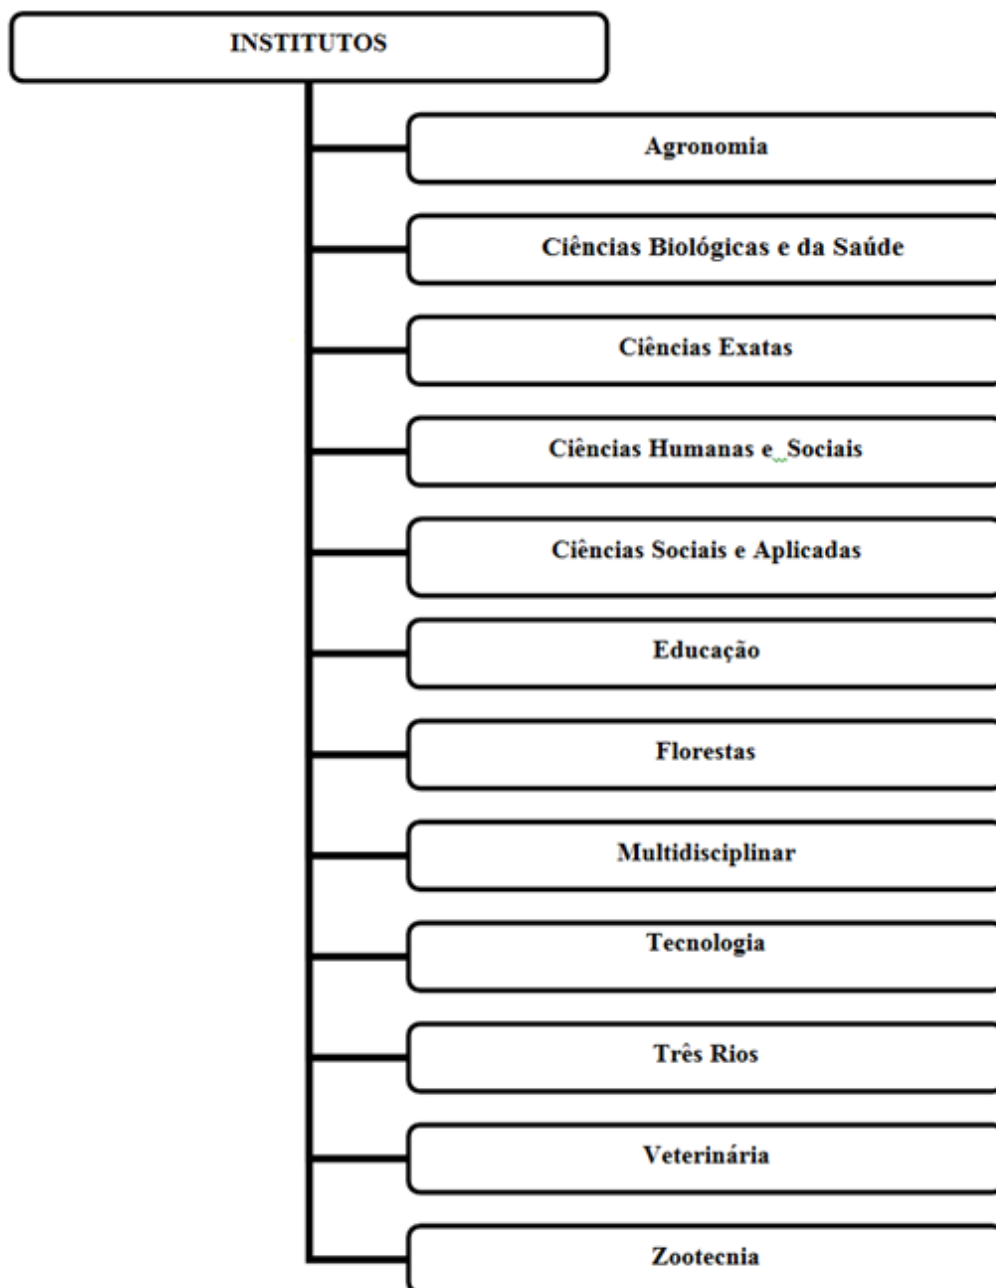 INSTITUTOS
Agronomia
Ciências Biológicas e da Saúde
Ciências Exatas
Ciências Humanas e Sociais
Ciências Sociais e Aplicadas
Educação
Florestas
Multidisciplinar
Tecnologia
Três Rios
Veterinária
Zootecnia